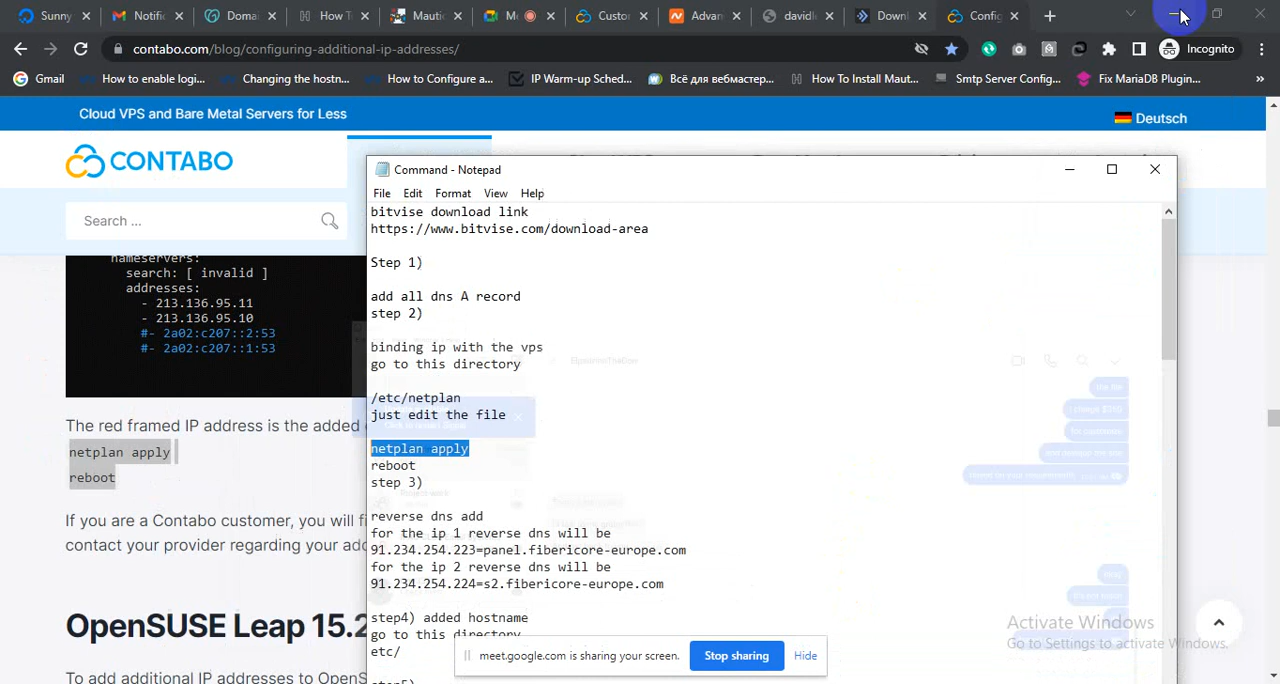 Sunny
Notific
Domai
How T
Mautic
M
Custo
Advan
davidl
Downl
Config
contabo.com/blog/configuring-additional-ip-addresses/
Incognito
Gmail
How to enable logi...
Changing the hostn...
How to Configure a...
IP Warm-up Sched...
Всё для вебмастер...
How To Install Maut...
Smtp Server Config...
Fix MariaDB Plugin...
»
Cloud VPS and Bare Metal Servers for Less
Deutsch
CONTABO
Search ...
Command - Notepad
File Edit Format View Help
bitvise download link
https://www.bitvise.com/download-area
Step 1)
add all dns A record
step 2)
binding ip with the vps
go to this directory
/etc/netplan
just edit the file
netplan apply
reboot
step 3)
reverse dns add
for the ip 1 reverse dns will be
91.234.254.223=panel.fibericore-europe.com
for the ip 2 reverse dns will be
91.234.254.224=s2.fibericore-europe.com
step4) added hostname
go to this directory
etc/
nameservers:
search: [ invalid ]
addresses:
- 213.136.95.11
- 213.136.95.10
#- 2a02:c207::2:53
#- 2a02:c207::1:53
The red framed IP address is the added
netplan apply
reboot
If you are a Contabo customer, you will fi
contact your provider regarding your add
OpenSUSE Leap 15.2
To add additional IP addresses to OpenS
meet.google.com is sharing your screen.
Stop sharing
Hide
Activate Windows
Go to Settings to activate Windows.